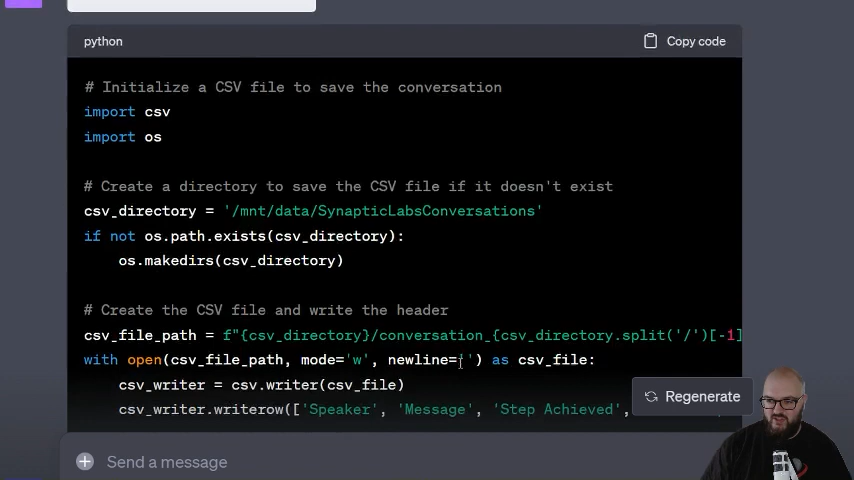 python
Copy code
# Initialize a CSV file to save the conversation
import csv
import os
# Create a directory to save the CSV file if it doesn't exist
csv_directory = '/mnt/data/SynapticLabsConversations'
if not os.path.exists(csv_directory):
os.makedirs(csv_directory)
# Create the CSV file and write the header
csv_file_path = f"{csv_directory}/conversation_{csv_directory.split('/')[-1]
with open(csv_file_path, mode='w', newline='') as csv_file:
csv_writer = csv.writer(csv_file)
csv_writer.writerow(['Speaker', 'Message', 'Step Achieved',
Regenerate
Send a message